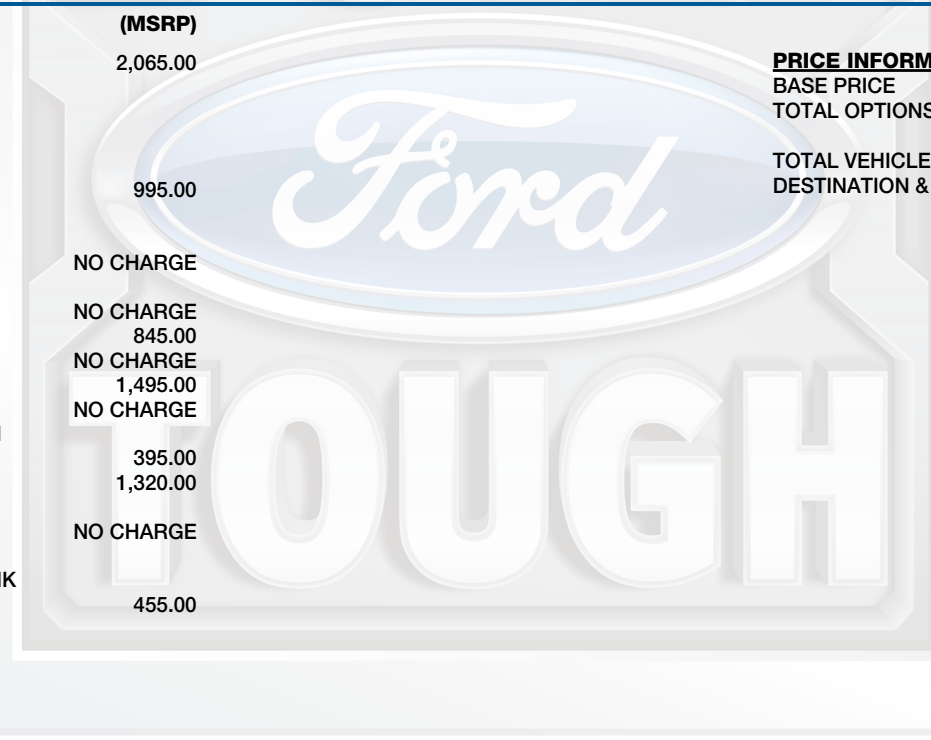 (MSRP)
2,065.00
995.00
NO CHARGE
NO CHARGE
845.00
NO CHARGE
1,495.00
NO CHARGE
395.00
1,320.00
NO CHARGE
455.00
PRICE INFORM
BASE PRICE
TOTAL OPTIONS
TOTAL VEHICLE
DESTINATION &
Ford
TOUGH